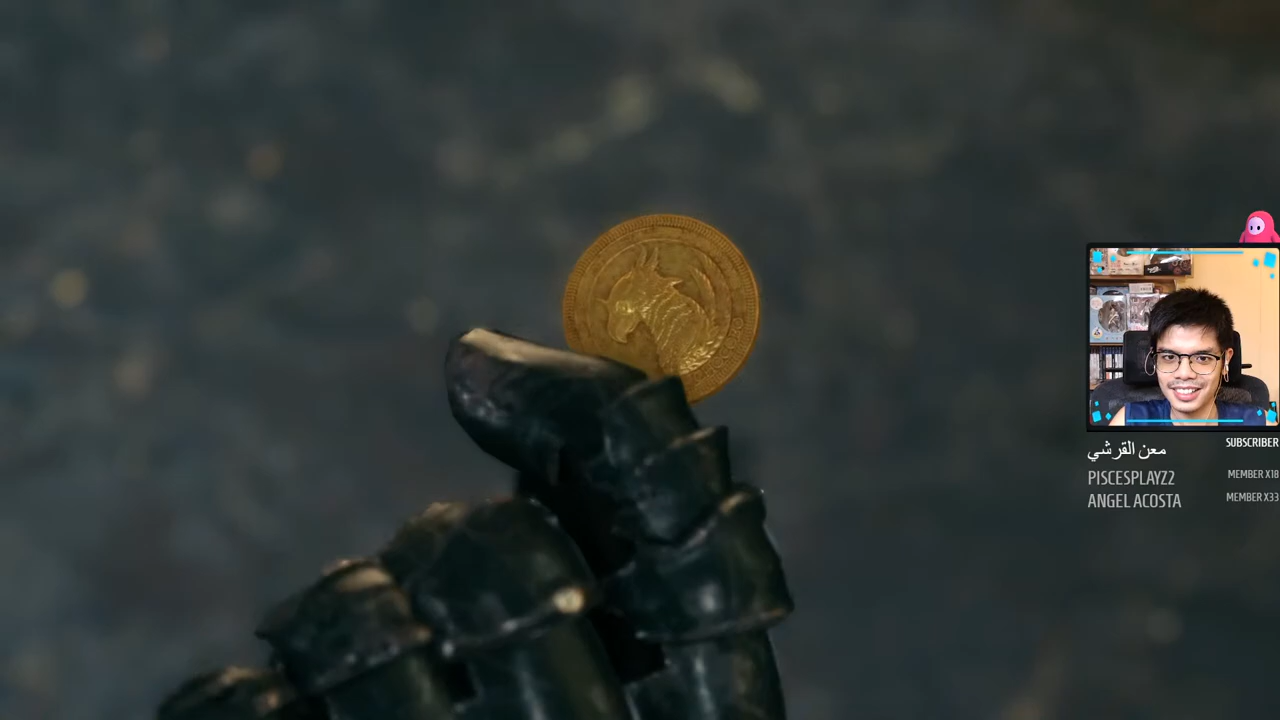 معن القرشي
SUBSCRIBER
PISCESPLAYZ2
MEMBER X18
ANGEL ACOSTA
MEMBER X33